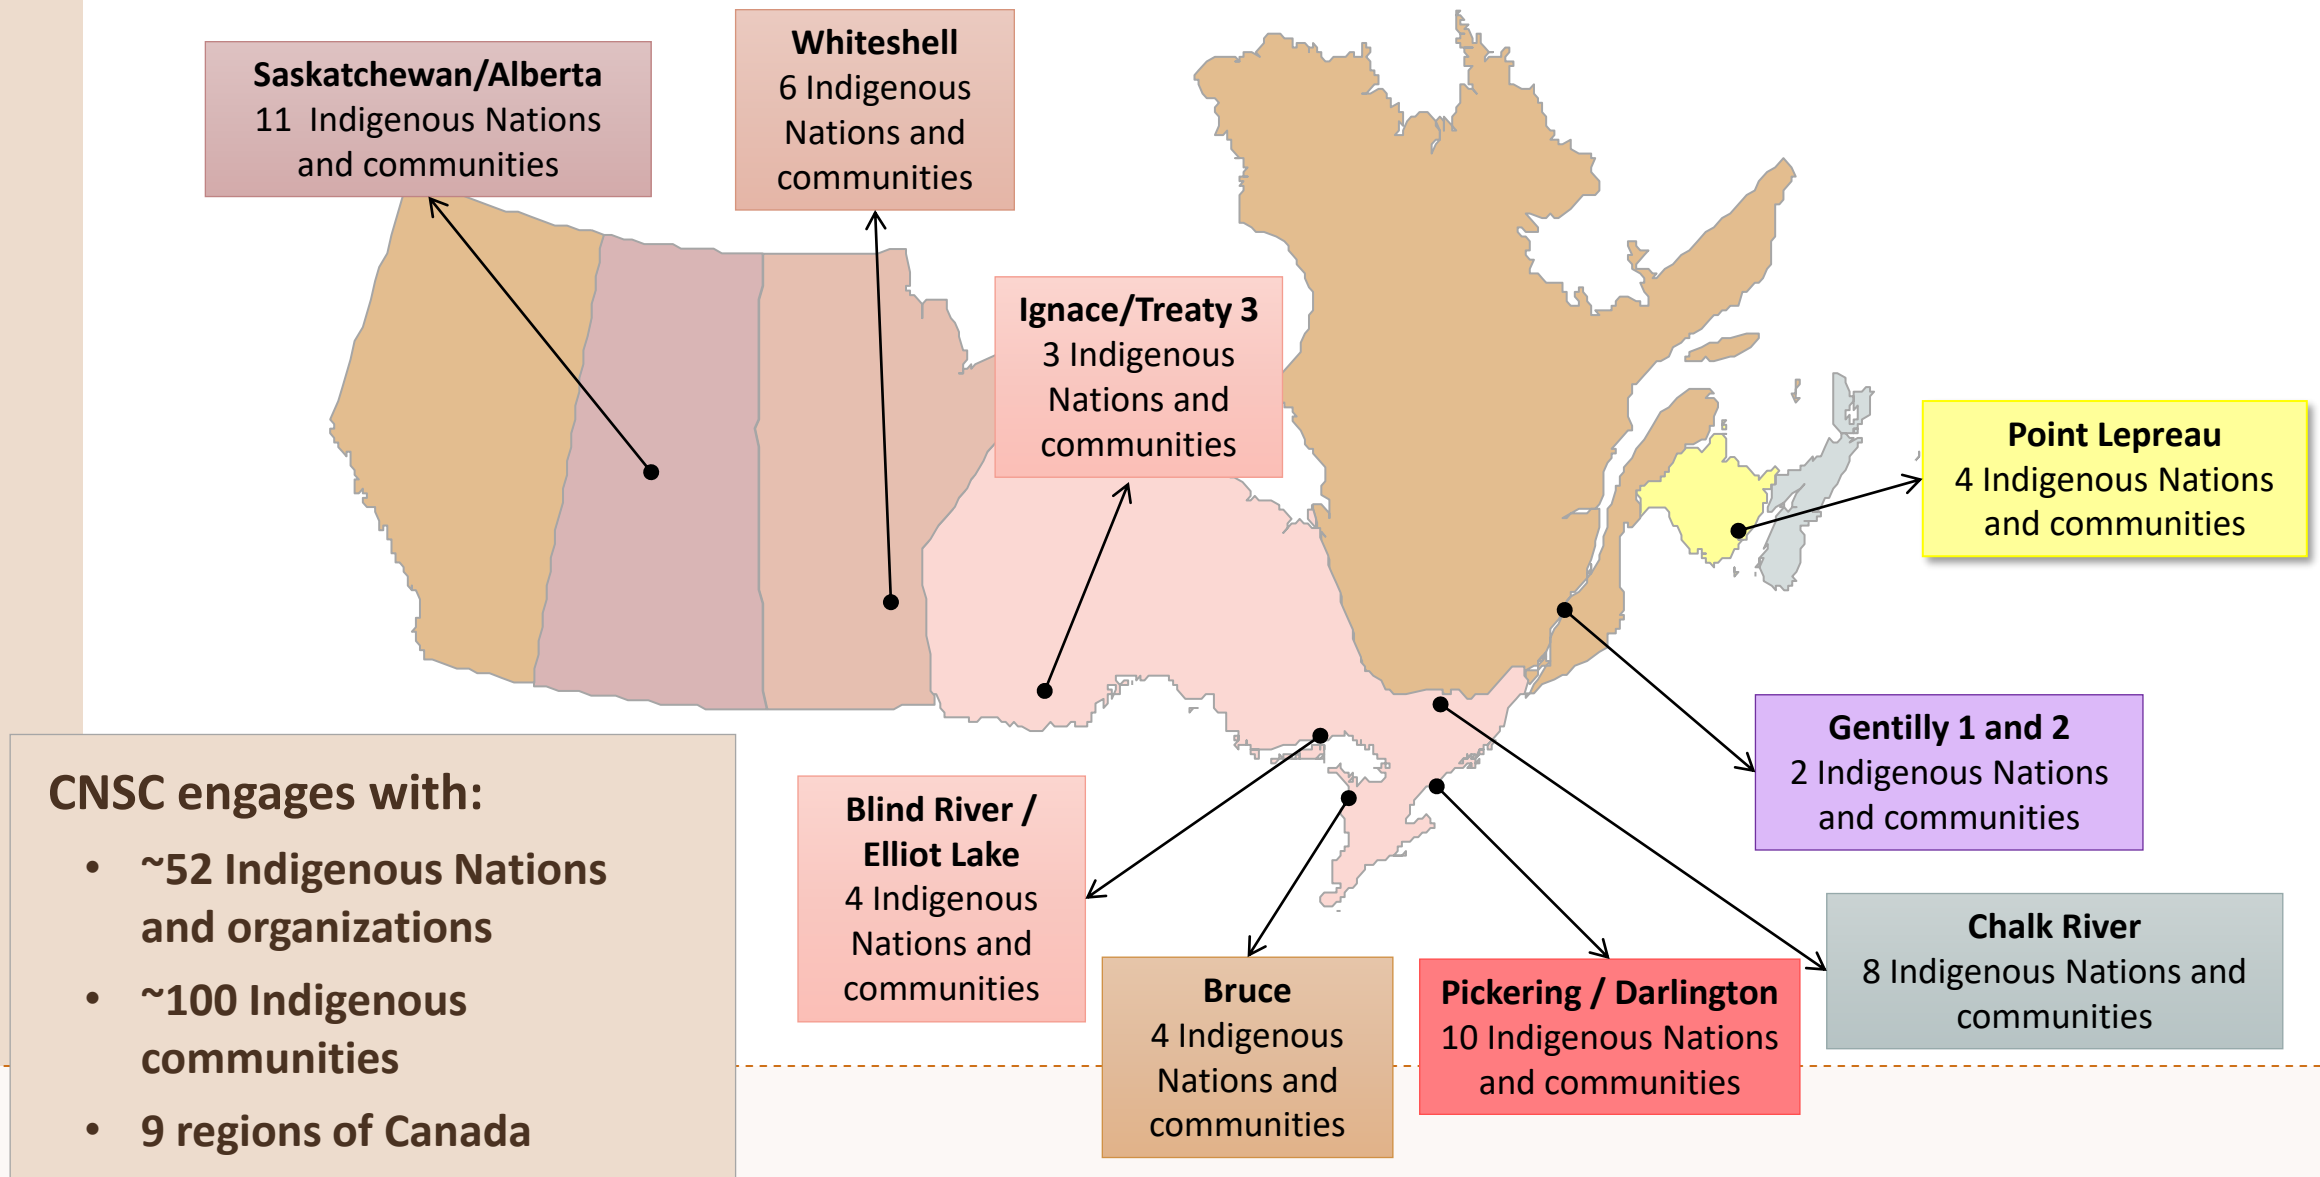 Saskatchewan/Alberta
11 Indigenous Nations
and communities
Whiteshell
6 Indigenous
Nations and
communities
Ignace/Treaty 3
3 Indigenous
Nations and
communities
Point Lepreau
4 Indigenous Nations
and communities
Gentilly 1 and 2
2 Indigenous Nations
and communities
Chalk River
8 Indigenous Nations and
communities
Pickering / Darlington
10 Indigenous Nations
and communities
Bruce
4 Indigenous
Nations and
communities
Blind River /
Elliot Lake
4 Indigenous
Nations and
communities
CNSC engages with:
• ~52 Indigenous Nations
and organizations
• ~100 Indigenous
communities
• 9 regions of Canada